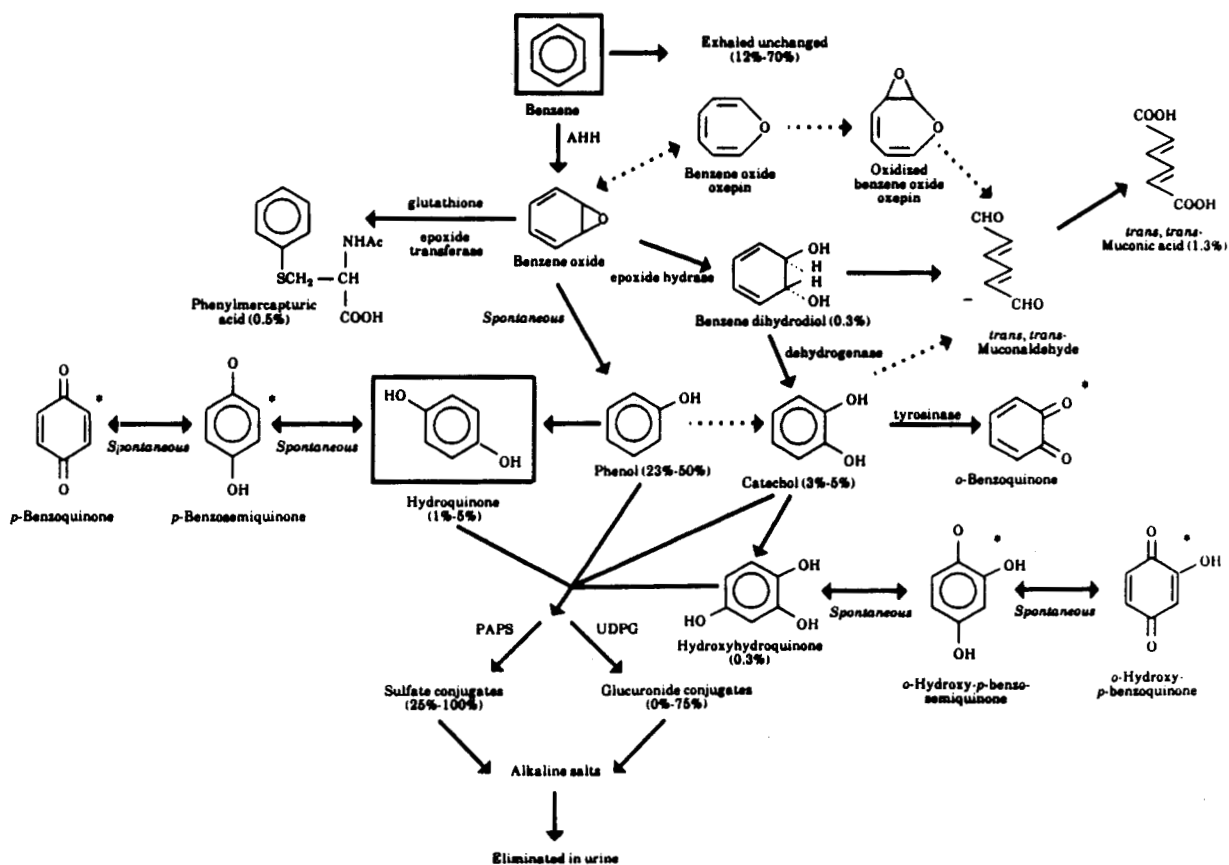 Exhaled unchanged
(12%-70%)
Benzene
AHH
O
Benzene oxide
oxepin
O
O
Oxidized
benzene oxide
oxepin
COOH
COOH
trans, trans-
Muconic acid (1.3%)
glutathione
epoxide
transferase
O
Benzene oxide
NHAc
SCH₂
CH
COOH
Phenylmercapturic
acid (0.5%)
epoxide hydrase
OH
H
H
OH
Benzene dihydrodiol (0.3%)
CHO
CHO
trans, trans-
Muconaldehyde
Spontaneous
dehydrogenase
O
O
*
p-Benzoquinone
Spontaneous
O
*
OH
p-Benzosemiquinone
Spontaneous
HO
OH
Hydroquinone
(1%-5%)
OH
Phenol (23%-50%)
OH
OH
Catechol (3%-5%)
tyrosinase
*
O
O
o-Benzoquinone
OH
HO
OH
Hydroxyhydroquinone
(0.3%)
Spontaneous
O
*
OH
OH
o-Hydroxy-p-benzo-
semiquinone
Spontaneous
O
*
OH
O
o-Hydroxy-
p-benzoquinone
PAPS
UDPG
Sulfate conjugates
(25%-100%)
Glucuronide conjugates
(0%-75%)
Alkaline salts
Eliminated in urine